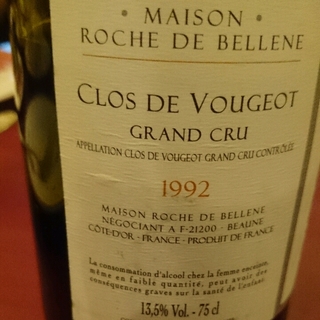 MAISON
ROCHE DE BELLENE
CLOS DE VOUGEOT
GRAND CRU
APPELLATION CLOS DE VOUGEOT GRAND CRU CONTRÔLÉE
1992
MAISON ROCHE DE BELLENE
NÉGOCIANT A F-21200 - BEAUNE
CÔTE-D'OR - FRANCE - PRODUIT DE FRANCE
La consommation d'alcool chez la femme enceinte,
même en faible quantité, peut avoir des
conséquences graves sur la santé de l'enfant.
13,5% Vol. - 75 cl